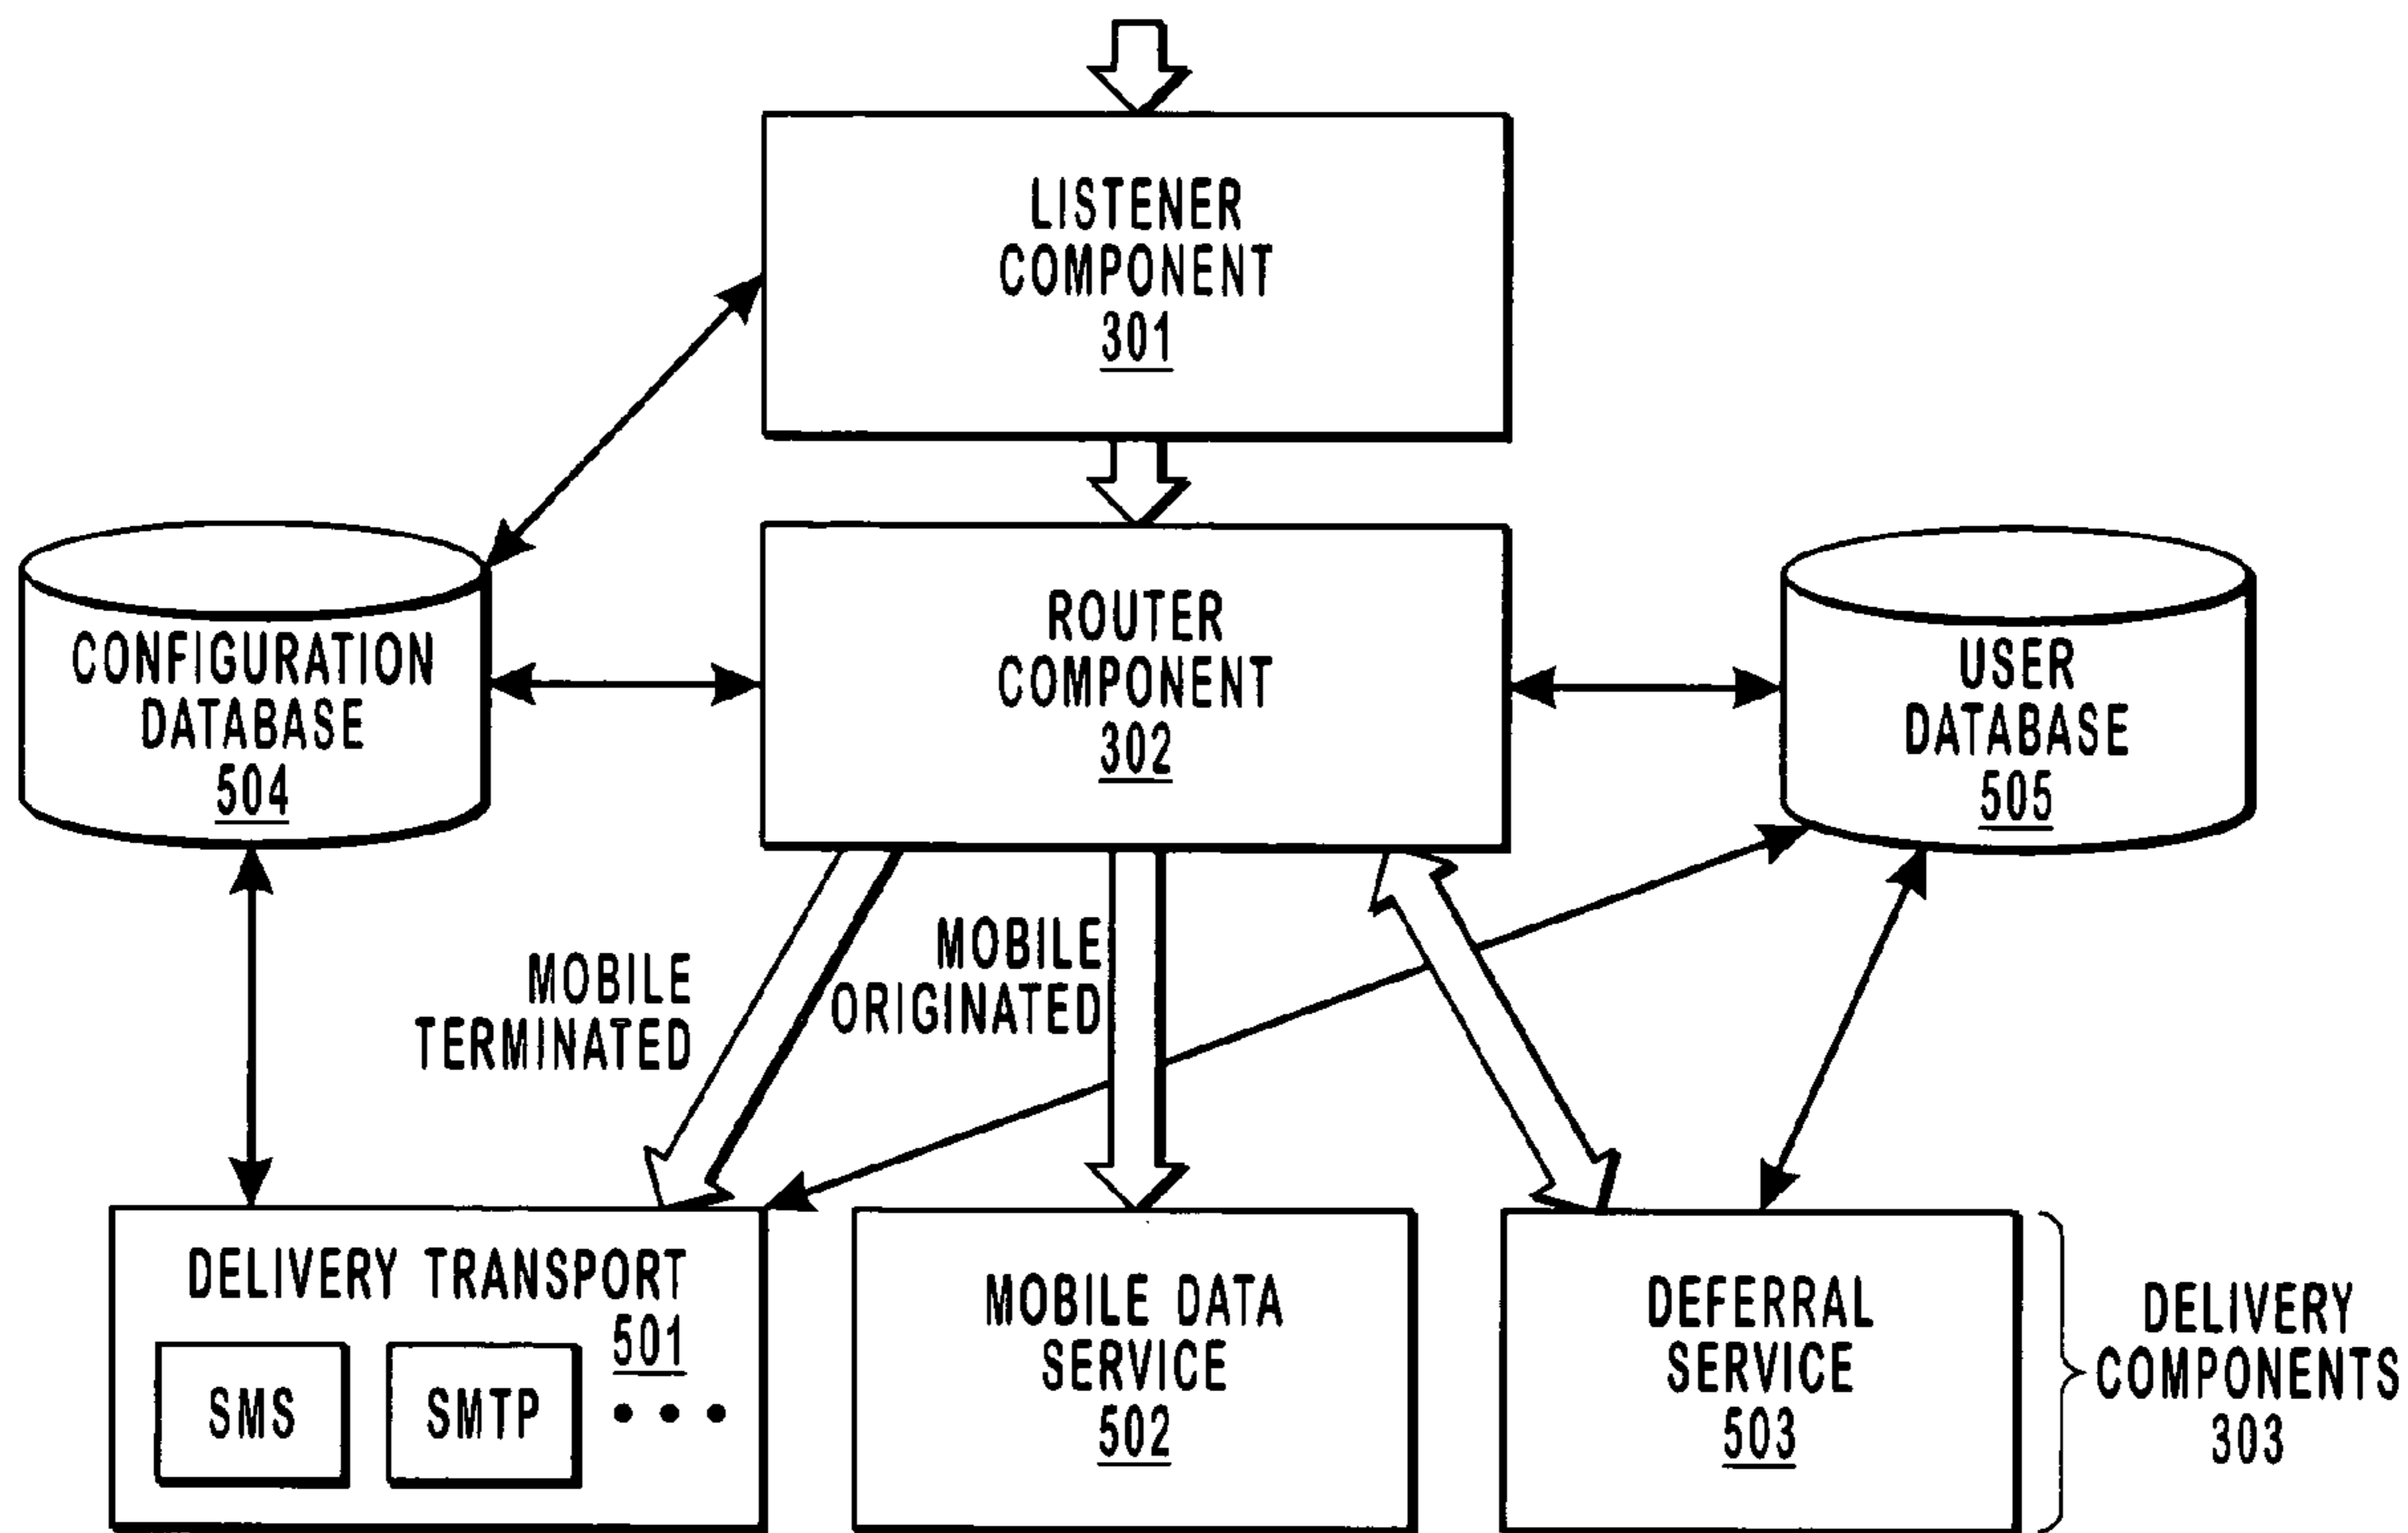 LISTENER
COMPONENT
301
CONFIGURATION
DATABASE
504
ROUTER
COMPONENT
302
USER
DATABASE
505
MOBILE
TERMINATED
MOBILE
ORIGINATED
DELIVERY TRANSPORT
501
SMS
SMTP
MOBILE DATA
SERVICE
502
DEFERRAL
SERVICE
503
DELIVERY
COMPONENTS
303